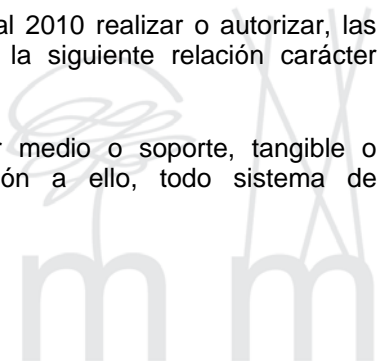 al 2010 realizar o autorizar, las
la siguiente relación carácter
medio o soporte, tangible o
ón a ello, todo sistema de